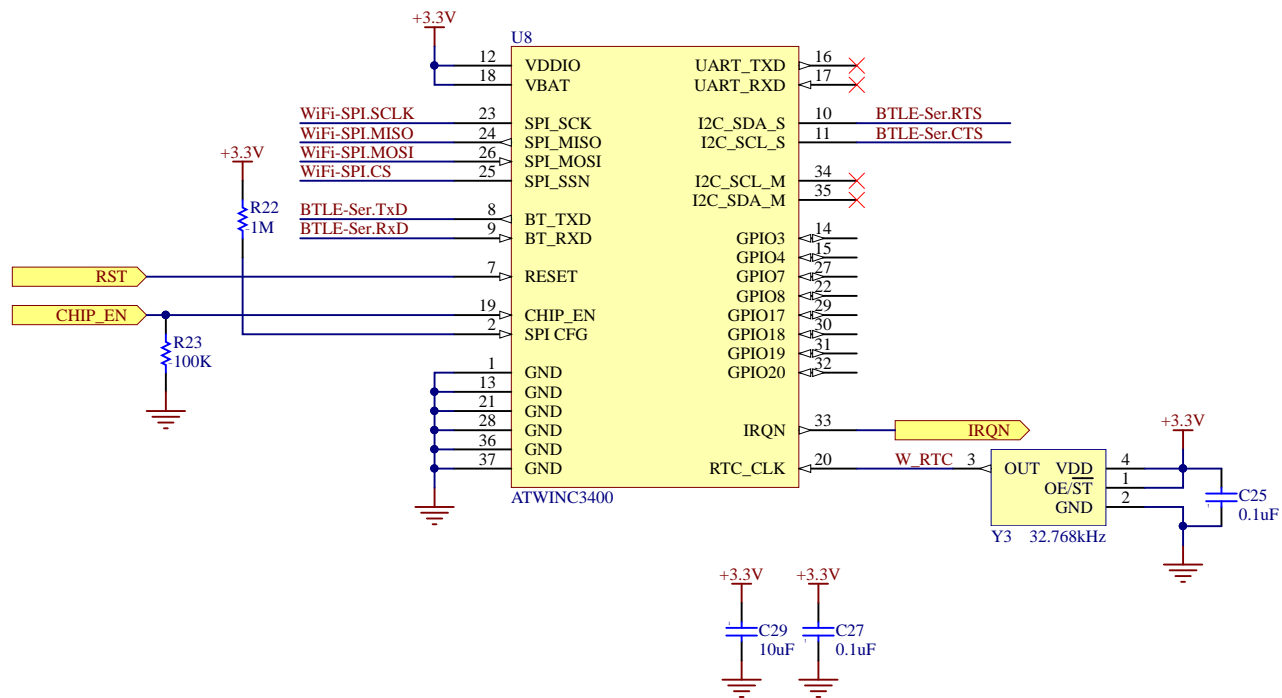 +3.3V
U8
12 VDDIO
18 VBAT
WiFi-SPI.SCLK 23 SPI_SCK
WiFi-SPI.MISO 24 SPI_MISO
WiFi-SPI.MOSI 26 SPI_MOSI
WiFi-SPI.CS 25 SPI_SSN
+3.3V
R22
1M
BTLE-Ser.TxD 8 BT_TXD
BTLE-Ser.RxD 9 BT_RXD
RST 7 RESET
CHIP_EN 19 CHIP_EN
2 SPI CFG
R23
100K
1 GND
13 GND
21 GND
28 GND
36 GND
37 GND
ATWINC3400
UART_TXD 16
UART_RXD 17
I2C_SDA_S 10 BTLE-Ser.RTS
I2C_SCL_S 11 BTLE-Ser.CTS
I2C_SCL_M 34
I2C_SDA_M 35
GPIO3 14
GPIO4 15
GPIO7 27
GPIO8 22
GPIO17 29
GPIO18 30
GPIO19 31
GPIO20 32
IRQN 33 IRQN
RTC_CLK 20 W_RTC 3 OUT
+3.3V
VDD 4
OE/ST 1
GND 2
Y3 32.768kHz
C25
0.1uF
+3.3V
C29
10uF
+3.3V
C27
0.1uF